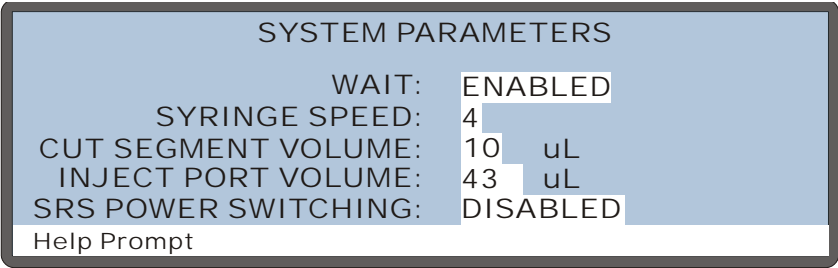 SYSTEM PARAMETERS
WAIT: ENABLED
SYRINGE SPEED: 4
CUT SEGMENT VOLUME: 10 uL
INJECT PORT VOLUME: 43 uL
SRS POWER SWITCHING: DISABLED
Help Prompt